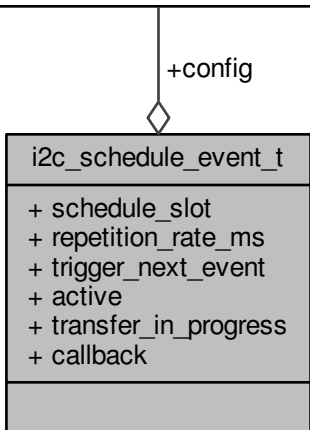 +config
i2c_schedule_event_t
+ schedule_slot
+ repetition_rate_ms
+ trigger_next_event
+ active
+ transfer_in_progress
+ callback